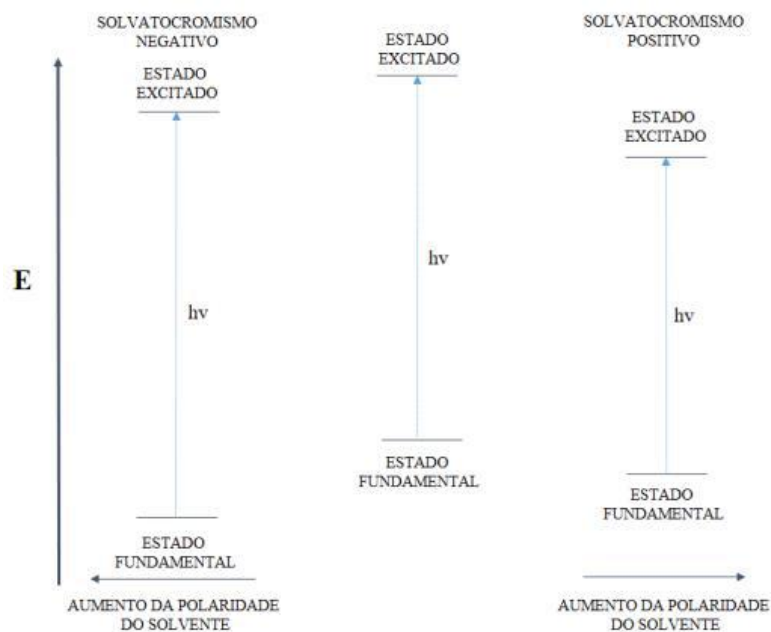 SOLVATOCROMISMO
NEGATIVO
ESTADO
EXCITADO
hv
ESTADO
FUNDAMENTAL
AUMENTO DA POLARIDADE
DO SOLVENTE
E
ESTADO
EXCITADO
hv
ESTADO
FUNDAMENTAL
SOLVATOCROMISMO
POSITIVO
ESTADO
EXCITADO
hv
ESTADO
FUNDAMENTAL
AUMENTO DA POLARIDADE
DO SOLVENTE